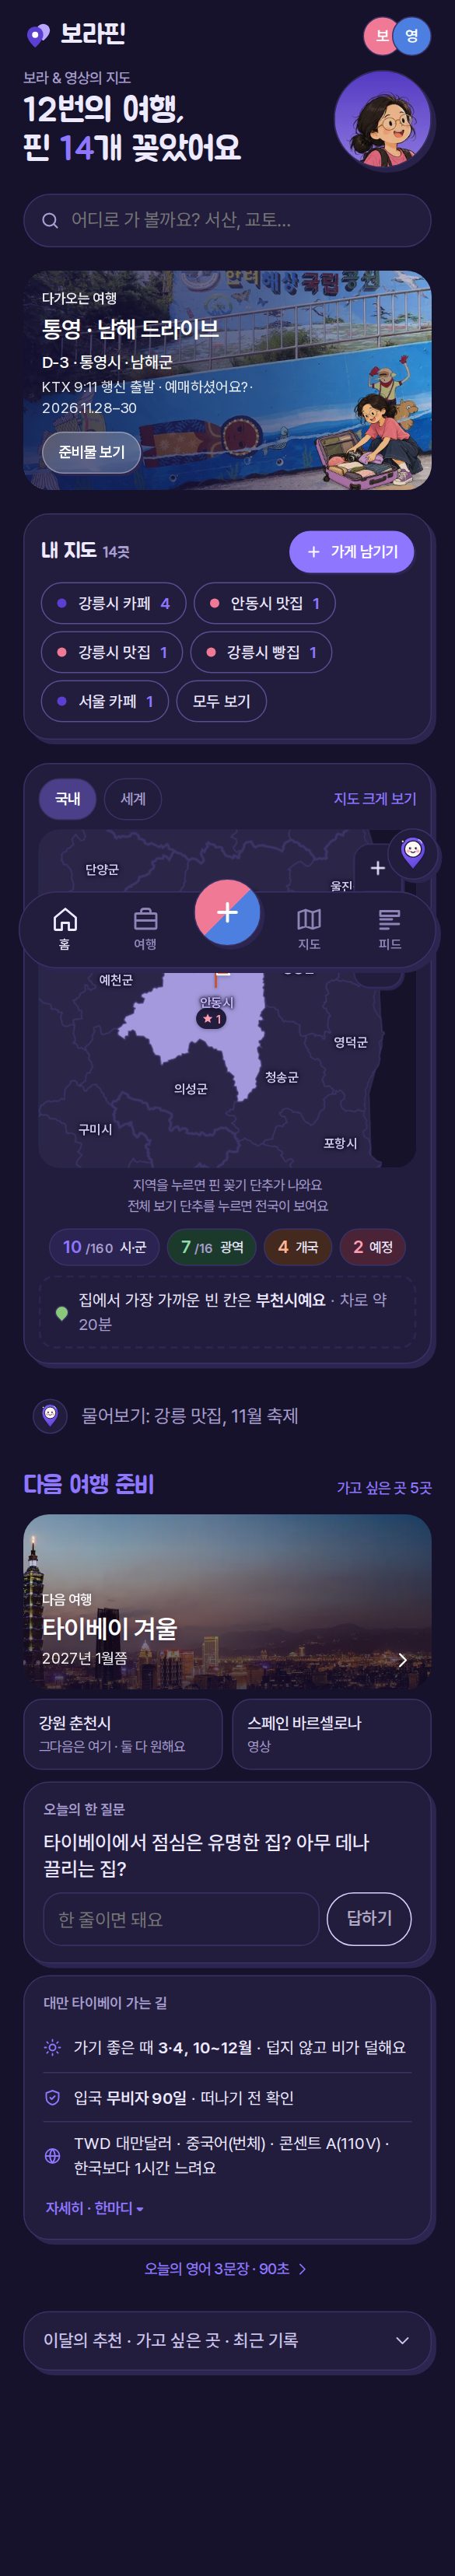 보라핀
보 영
보라 & 영상의 지도
12번의 여행,
핀 14개 꽂았어요
어디로 가 볼까요? 서산, 교토...
다가오는 여행
통영 · 남해 드라이브
D-3 · 통영시 · 남해군
KTX 9:11 행신 출발 · 예매하셨어요? ·
2026.11.28–30
준비물 보기
내 지도 14곳
+ 가게 남기기
강릉시 카페 4
안동시 맛집 1
강릉시 맛집 1
강릉시 빵집 1
서울 카페 1
모두 보기
국내
세계
지도 크게 보기
단양군
울진
+
홈
여행
+
지도
피드
예천군
안동시
★ 1
영덕군
청송군
의성군
구미시
포항시
지역을 누르면 핀 꽂기 단추가 나와요
전체 보기 단추를 누르면 전국이 보여요
10 /160 시·군
7 /16 광역
4 개국
2 예정
집에서 가장 가까운 빈 칸은 부천시예요 · 차로 약
20분
물어보기: 강릉 맛집, 11월 축제
다음 여행 준비
가고 싶은 곳 5곳
다음 여행
타이베이 겨울
2027년 1월쯤
강원 춘천시
그다음은 여기 · 둘 다 원해요
스페인 바르셀로나
영상
오늘의 한 질문
타이베이에서 점심은 유명한 집? 아무 데나
끌리는 집?
한 줄이면 돼요
답하기
대만 타이베이 가는 길
가기 좋은 때 3·4, 10~12월 · 덥지 않고 비가 덜해요
입국 무비자 90일 · 떠나기 전 확인
TWD 대만달러 · 중국어(번체) · 콘센트 A(110V) ·
한국보다 1시간 느려요
자세히 · 한마디
오늘의 영어 3문장 · 90초
이달의 추천 · 가고 싶은 곳 · 최근 기록